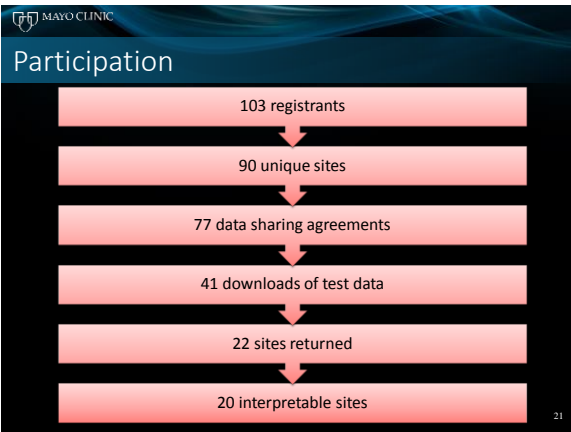 MAYO CLINIC
Participation
103 registrants
90 unique sites
77 data sharing agreements
41 downloads of test data
22 sites returned
20 interpretable sites
21